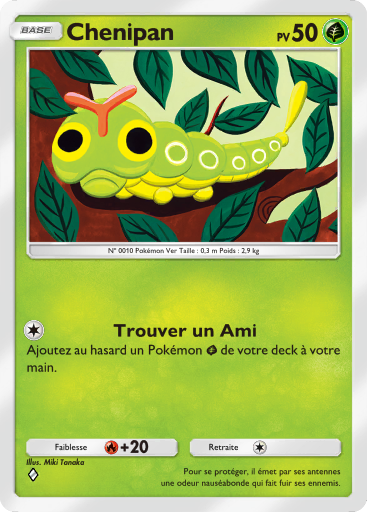 BASE Chenipan PV 50
N° 0010 Pokémon Ver Taille : 0,3 m Poids : 2,9 kg
Trouver un Ami
Ajoutez au hasard un Pokémon de votre deck à votre
main.
Faiblesse +20 Retraite
Illus. Miki Tanaka
Pour se protéger, il émet par ses antennes
une odeur nauséabonde qui fait fuir ses ennemis.